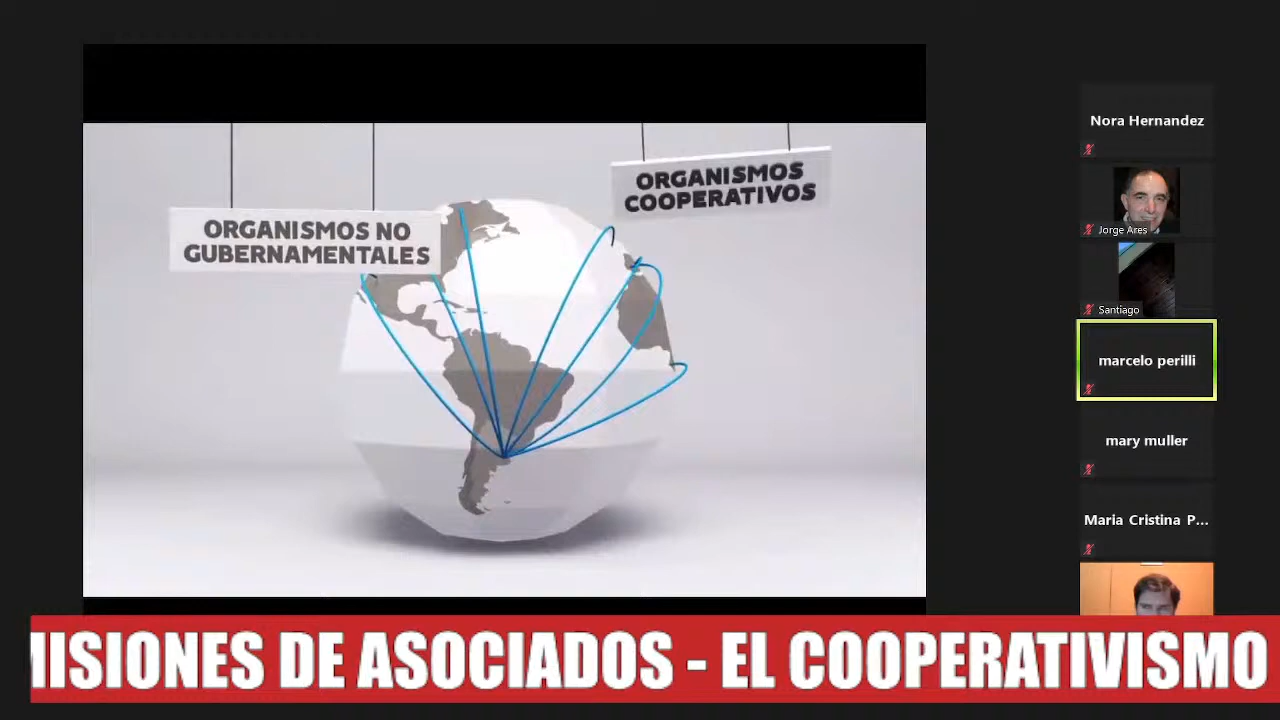 ORGANISMOS NO
GUBERNAMENTALES
ORGANISMOS
COOPERATIVOS
Nora Hernandez
Jorge Ares
Santiago
marcelo perilli
mary muller
Maria Cristina P...
MISIONES DE ASOCIADOS - EL COOPERATIVISMO